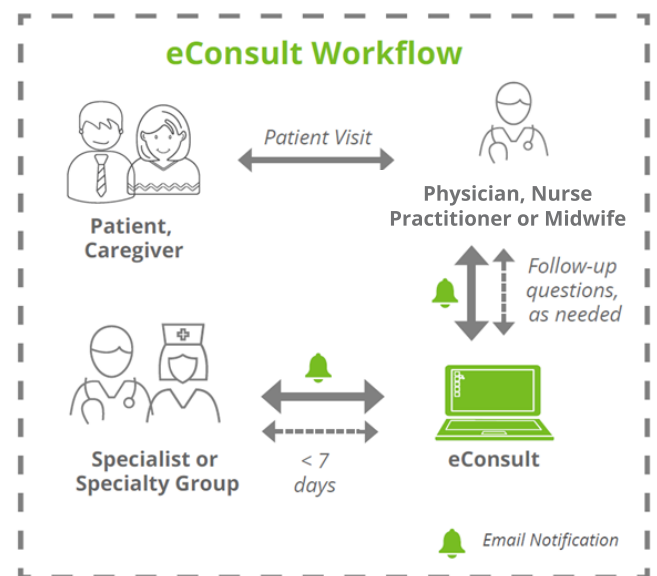 eConsult Workflow
Patient Visit
Patient,
Caregiver
Physician, Nurse
Practitioner or Midwife
Follow-up
questions,
as needed
Specialist or
Specialty Group
< 7
days
eConsult
Email Notification